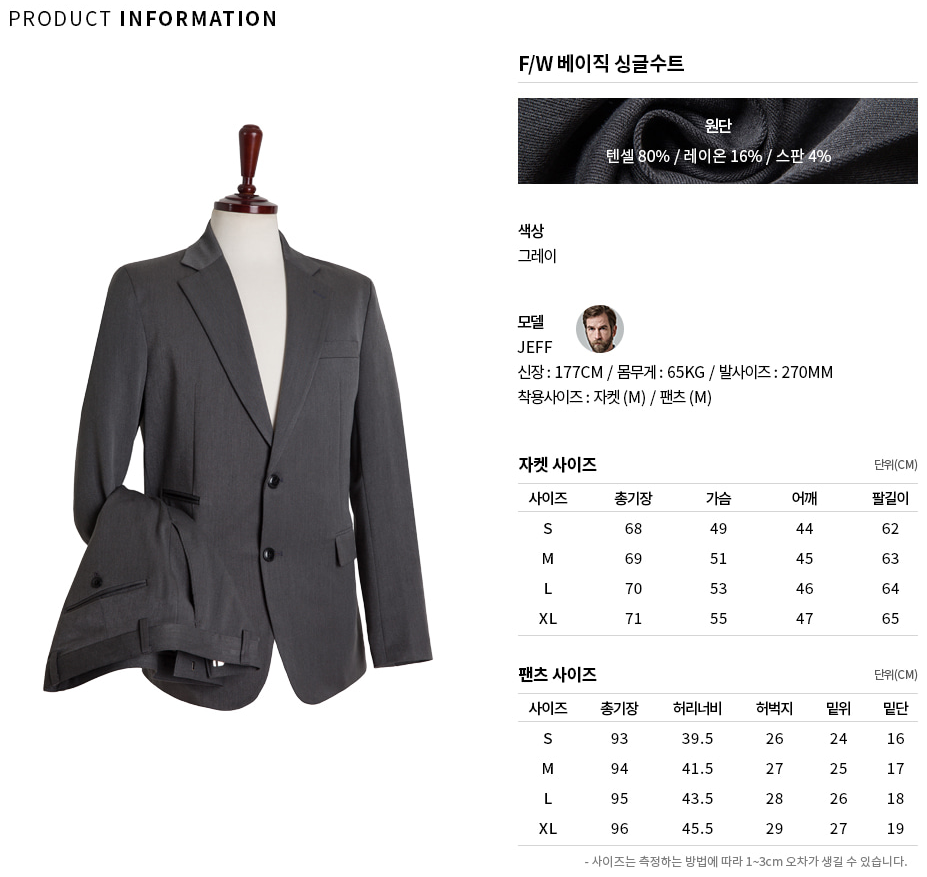 PRODUCT INFORMATION
F/W 베이직 싱글수트
원단
텐셀 80% / 레이온 16% / 스판 4%
색상
그레이
모델
JEFF
신장 : 177CM / 몸무게 : 65KG / 발사이즈 : 270MM
착용사이즈 : 자켓 (M) / 팬츠 (M)
자켓 사이즈 단위(CM)
사이즈 총기장 가슴 어깨 팔길이
S 68 49 44 62
M 69 51 45 63
L 70 53 46 64
XL 71 55 47 65
팬츠 사이즈 단위(CM)
사이즈 총기장 허리너비 허벅지 밑위 밑단
S 93 39.5 26 24 16
M 94 41.5 27 25 17
L 95 43.5 28 26 18
XL 96 45.5 29 27 19
- 사이즈는 측정하는 방법에 따라 1~3cm 오차가 생길 수 있습니다.